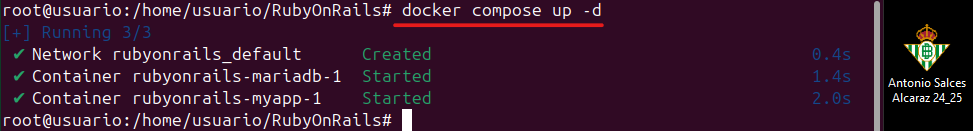 root@usuario:/home/usuario/RubyOnRails# docker compose up -d
[+] Running 3/3
✔ Network rubyonrails_default Created 0.4s
✔ Container rubyonrails-mariadb-1 Started 1.4s
✔ Container rubyonrails-myapp-1 Started 2.0s
root@usuario:/home/usuario/RubyOnRails#
Antonio Salces
Alcaraz 24_25